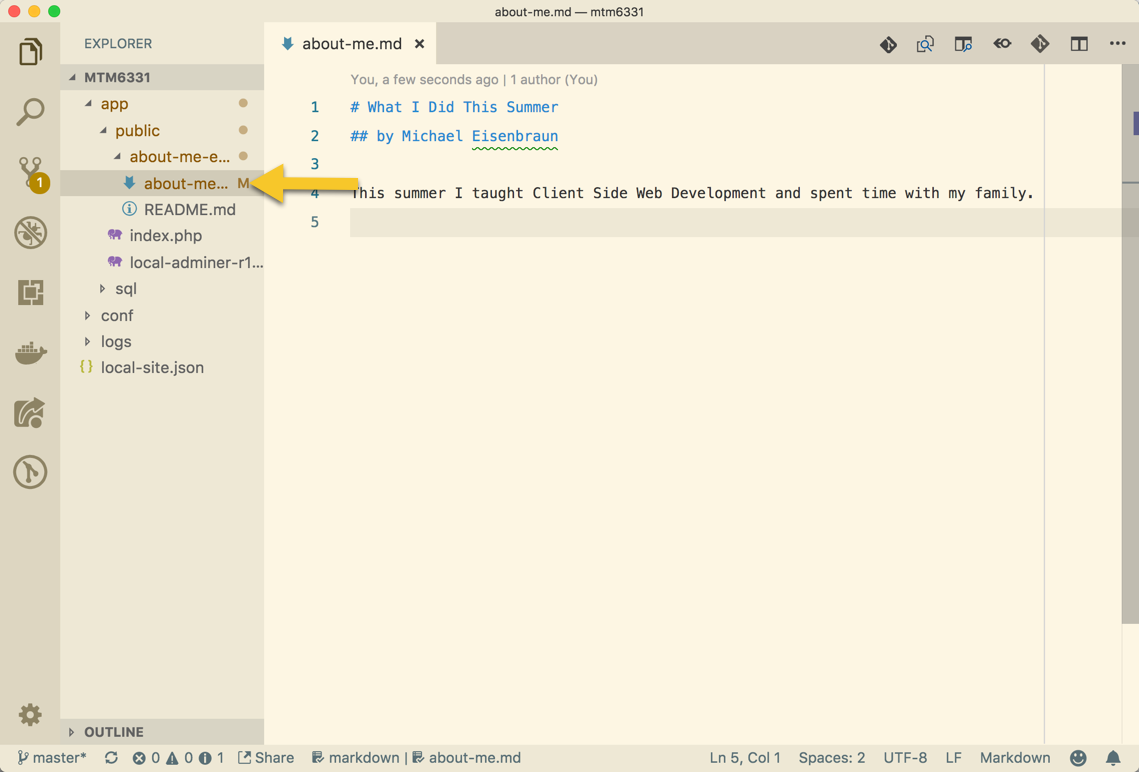 about-me.md — mtm6331
EXPLORER
MTM6331
app
public
about-me-e...
about-me... M
README.md
index.php
local-adminer-r1...
sql
conf
logs
{} local-site.json
OUTLINE
1
about-me.md ×
You, a few seconds ago | 1 author (You)
1 # What I Did This Summer
2 ## by Michael Eisenbraun
3
4 This summer I taught Client Side Web Development and spent time with my family.
5
master* 0 0 1 Share markdown | about-me.md Ln 5, Col 1 Spaces: 2 UTF-8 LF Markdown